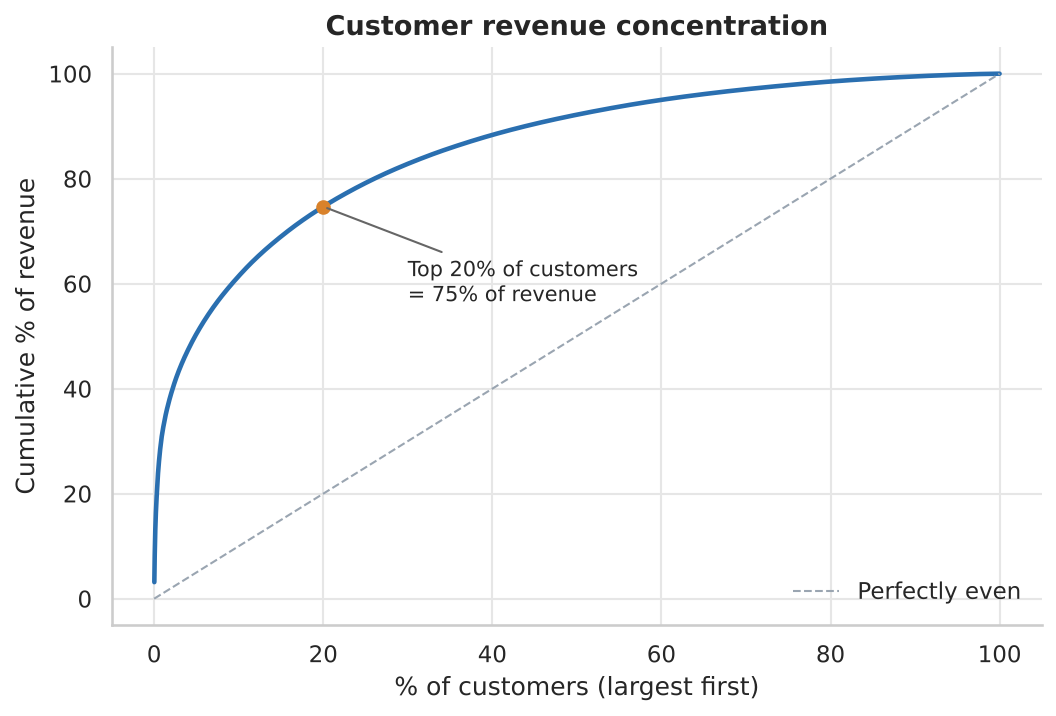 Customer revenue concentration
Cumulative % of revenue
100
80
60
40
20
0
Top 20% of customers
= 75% of revenue
Perfectly even
0 20 40 60 80 100
% of customers (largest first)